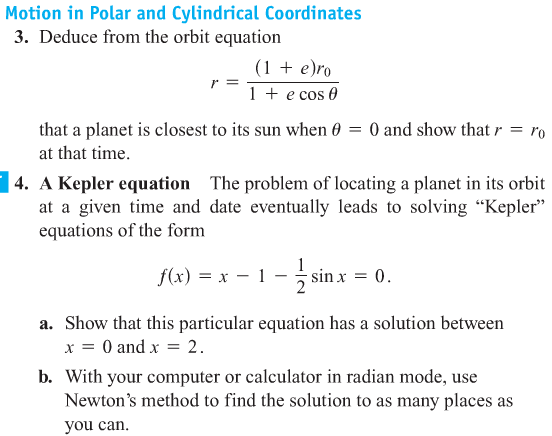 Motion in Polar and Cylindrical Coordinates
3. Deduce from the orbit equation
r = (1 + e)r₀ / 1 + e cos θ
that a planet is closest to its sun when θ = 0 and show that r = r₀
at that time.
T 4. A Kepler equation The problem of locating a planet in its orbit
at a given time and date eventually leads to solving “Kepler”
equations of the form
f(x) = x − 1 − 1/2 sin x = 0.
a. Show that this particular equation has a solution between
x = 0 and x = 2.
b. With your computer or calculator in radian mode, use
Newton’s method to find the solution to as many places as
you can.